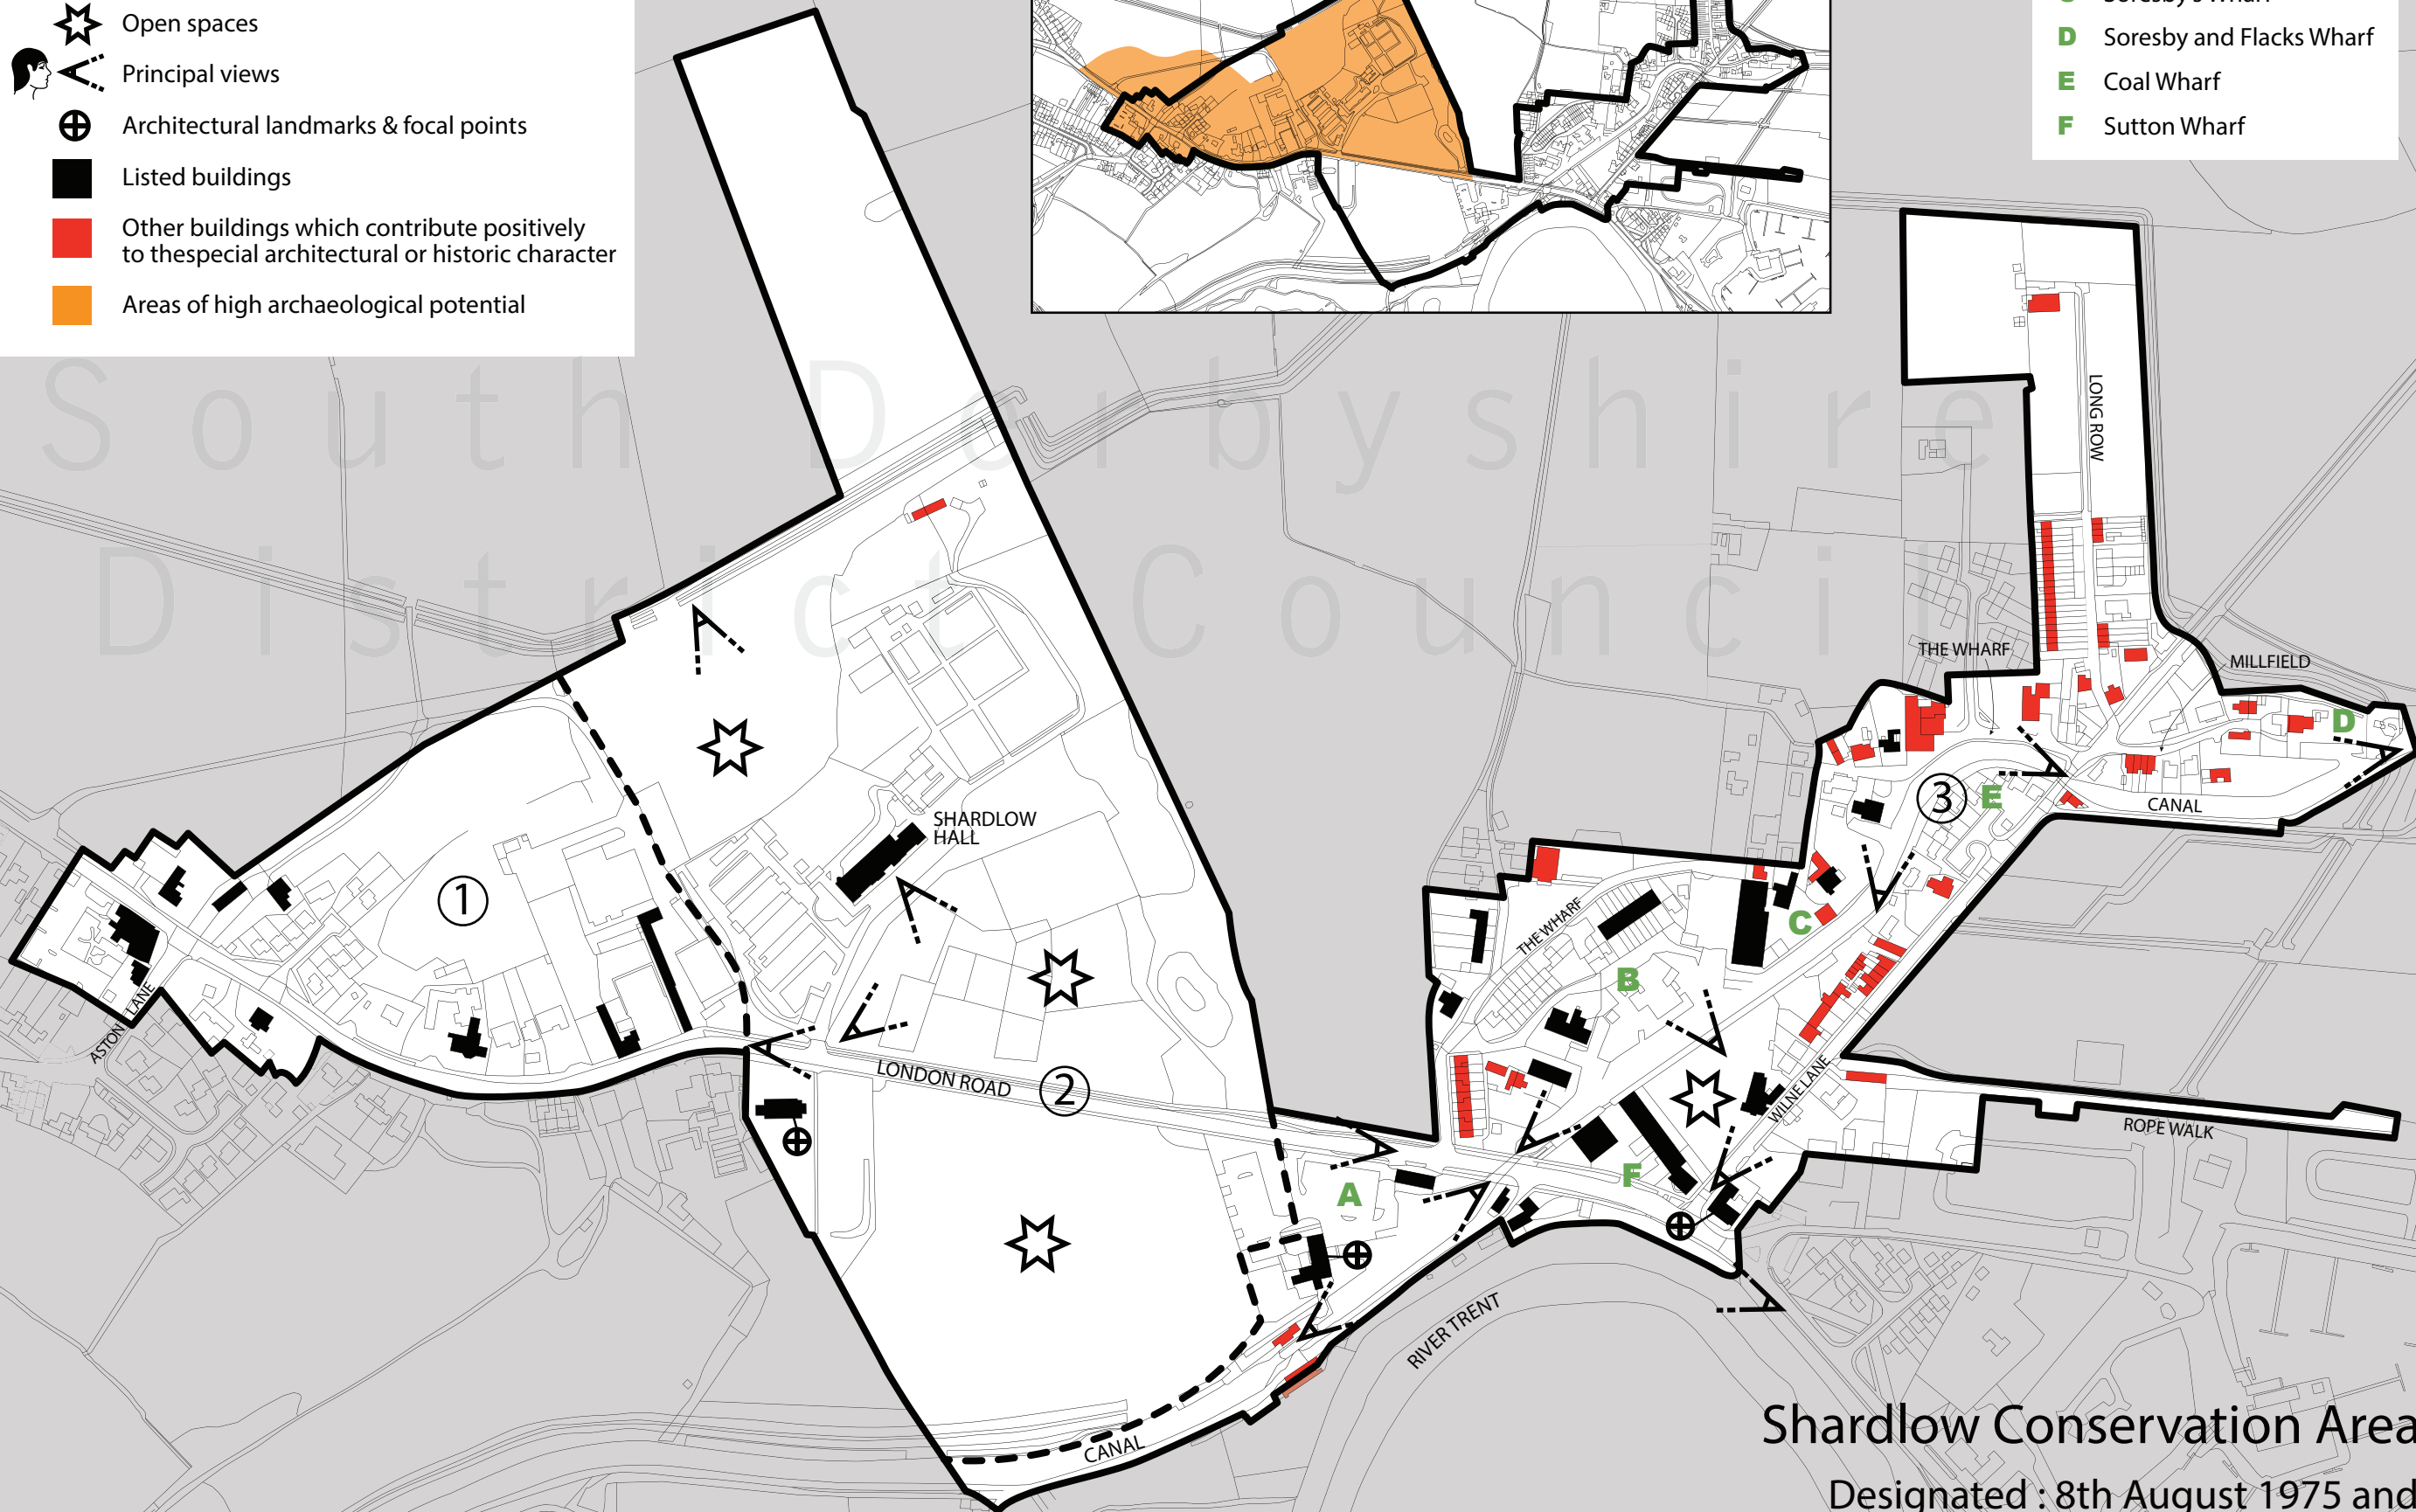 Open spaces
Principal views
Architectural landmarks & focal points
Listed buildings
Other buildings which contribute positively
to thespecial architectural or historic character
Areas of high archaeological potential
C Soresby's Wharf
D Soresby and Flacks Wharf
E Coal Wharf
F Sutton Wharf
South Derbyshire
District Council
LONG ROW
THE WHARF
MILLFIELD
D
3
E
CANAL
SHARDLOW
HALL
1
C
THE WHARF
B
ASTON LANE
LONDON ROAD
2
WILNE LANE
ROPE WALK
A
F
RIVER TRENT
CANAL
Shardlow Conservation Area
Designated : 8th August 1975 and